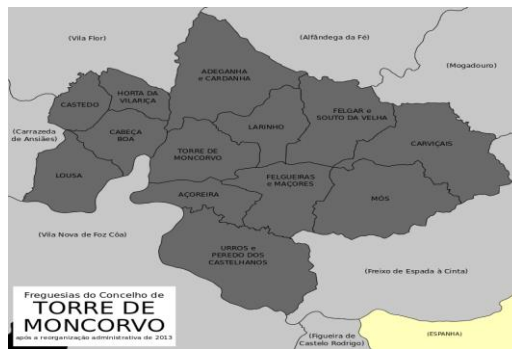 (Vila Flor)
(Alfândega da Fé)
(Mogadouro)
ADEGANHA
e CARDANHA
HORTA DA
VILARIÇA
CASTEDO
FELGAR e
SOUTO DA VELHA
LARINHO
(Carrazeda
de Ansiães)
CABEÇA
BOA
CARVIÇAIS
TORRE DE
MONCORVO
LOUSA
FELGUEIRAS
e MAÇORES
AÇOREIRA
MÓS
(Vila Nova de Foz Côa)
URROS e
PEREDO DOS
CASTELHANOS
(Freixo de Espada à Cinta)
Freguesias do Concelho de
TORRE DE
MONCORVO
após a reorganização administrativa de 2013
(Figueira de
Castelo Rodrigo)
(ESPANHA)